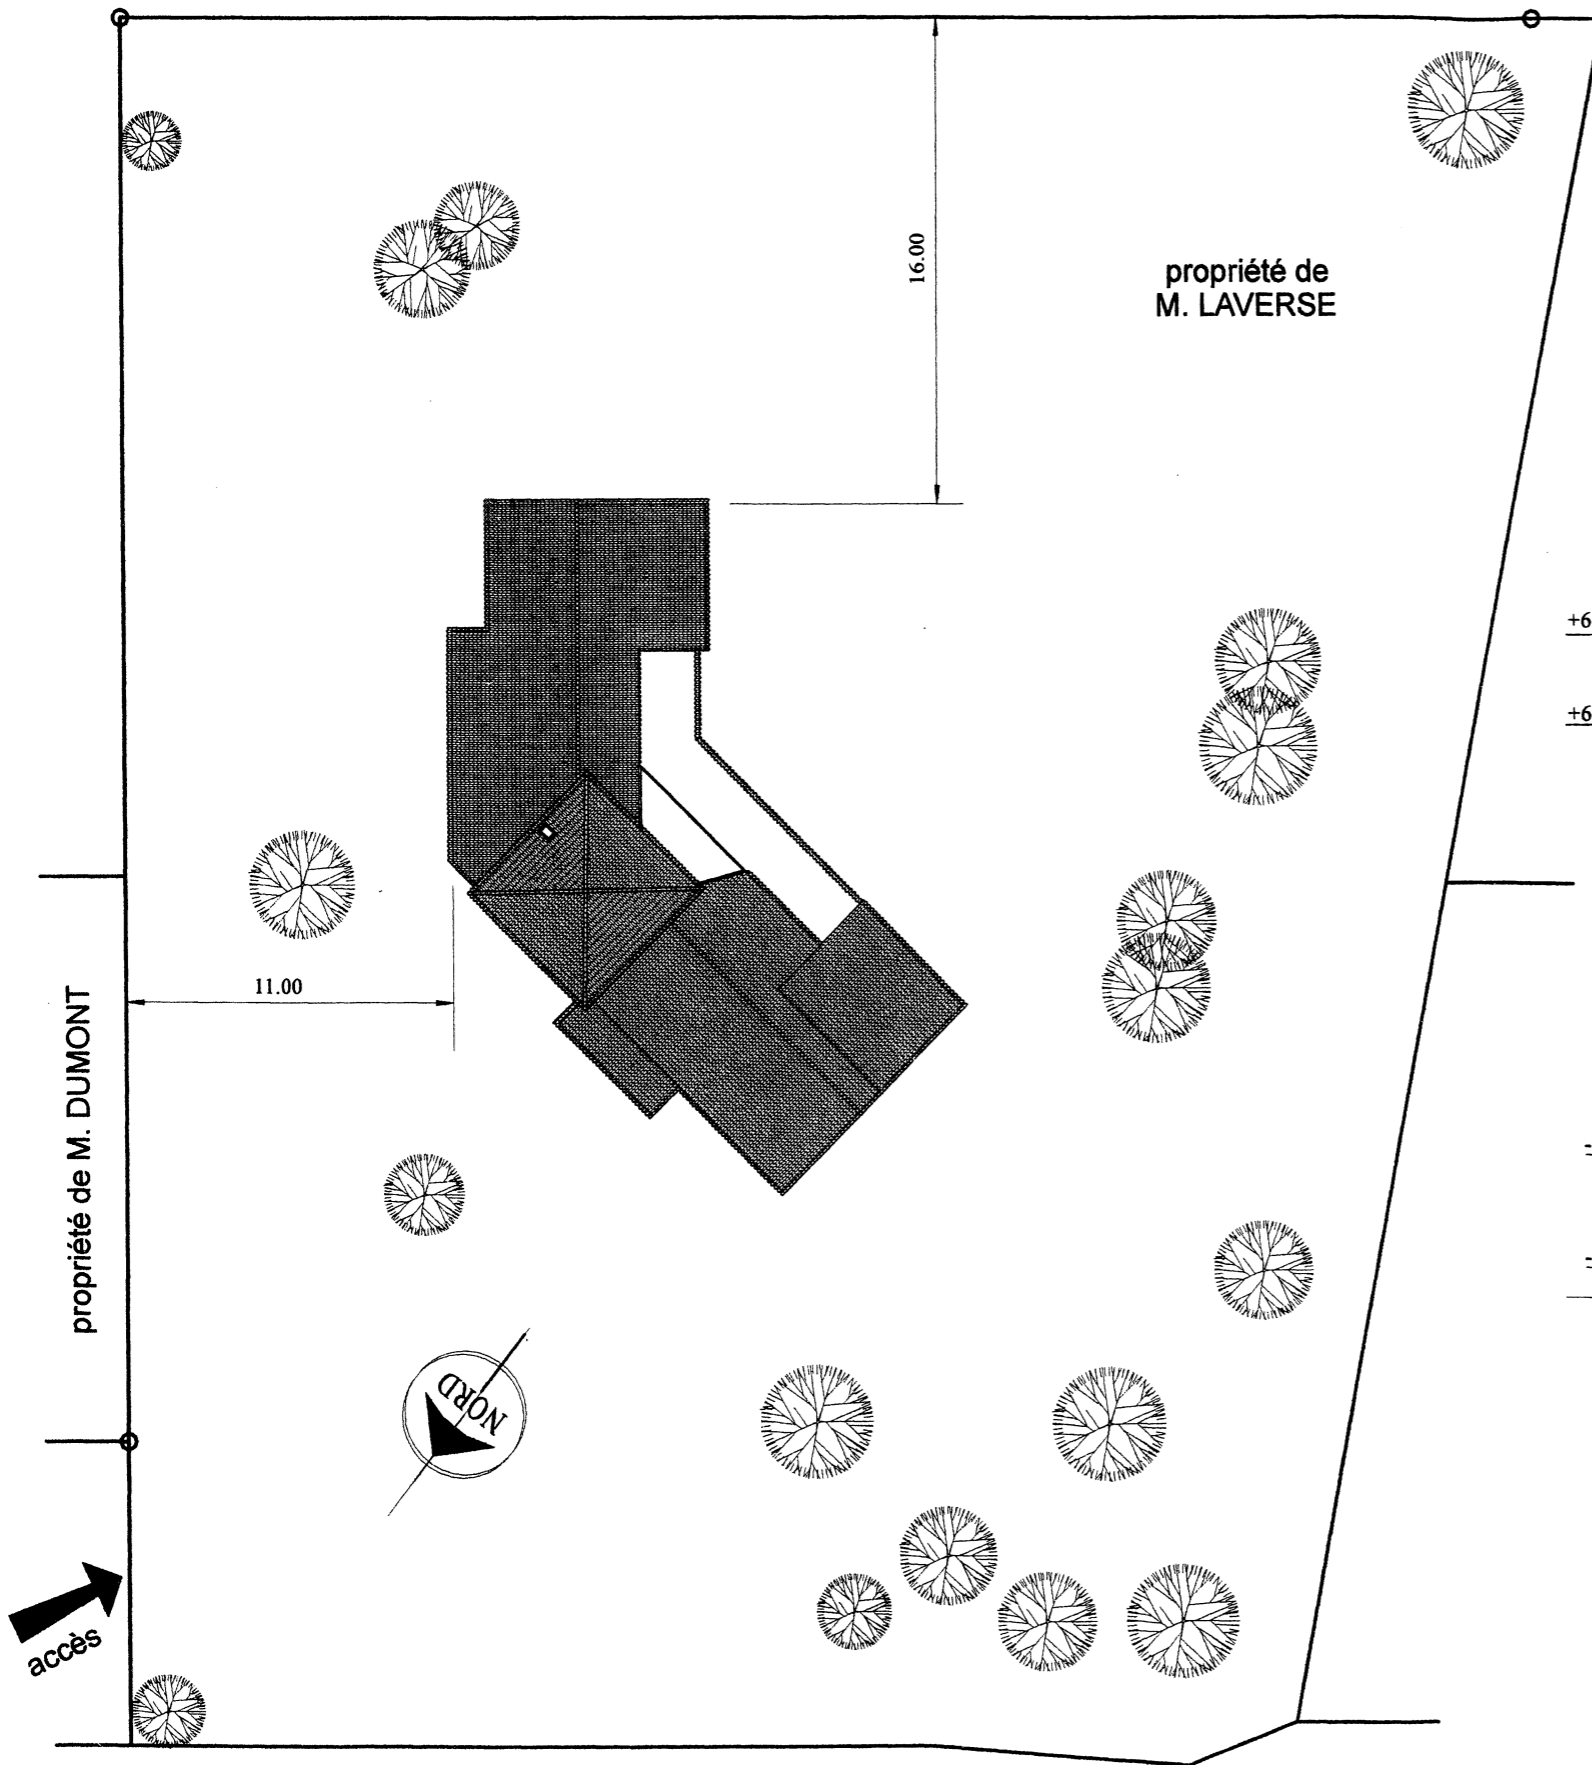 16.00
propriété de
M. LAVERSE
+6
+6
11.00
propriété de M. DUMONT
NORD
accès